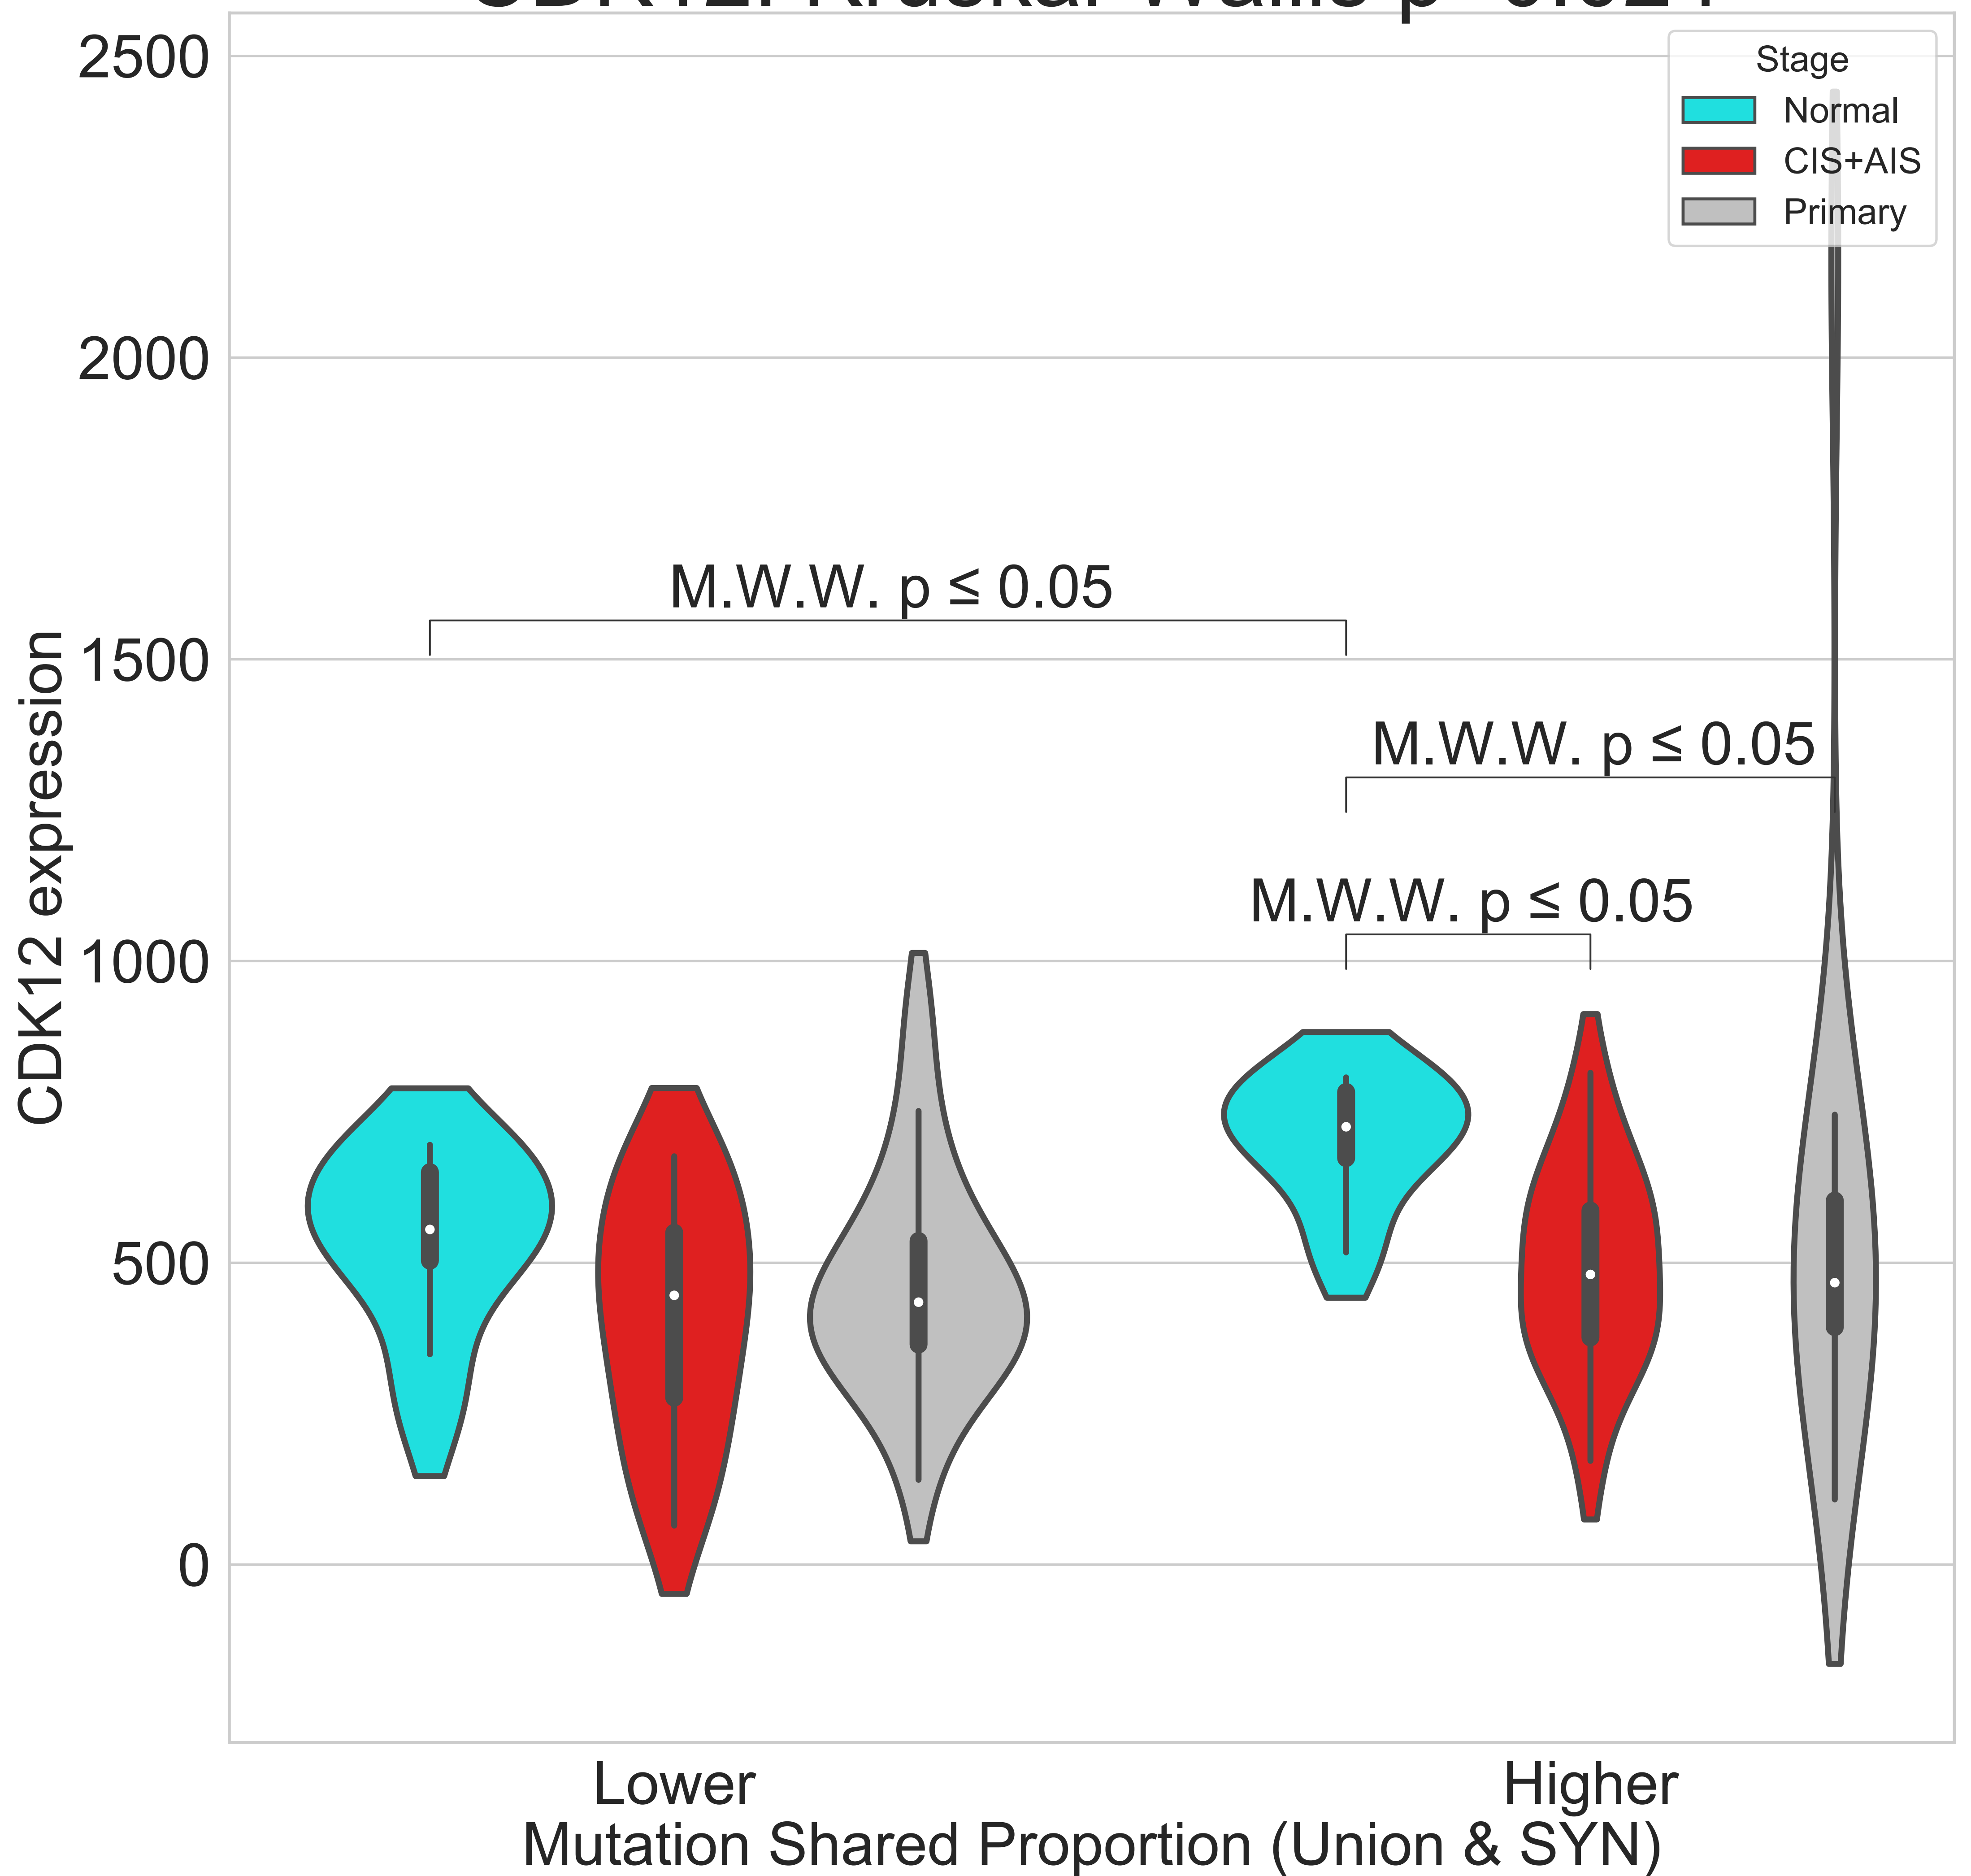 2500
Stage
Normal
CIS+AIS
Primary
2000
M.W.W. p ≤ 0.05
1500
M.W.W. p ≤ 0.05
M.W.W. p ≤ 0.05
1000
500
0
CDK12 expression
Lower
Higher
Mutation Shared Proportion (Union & SYN)